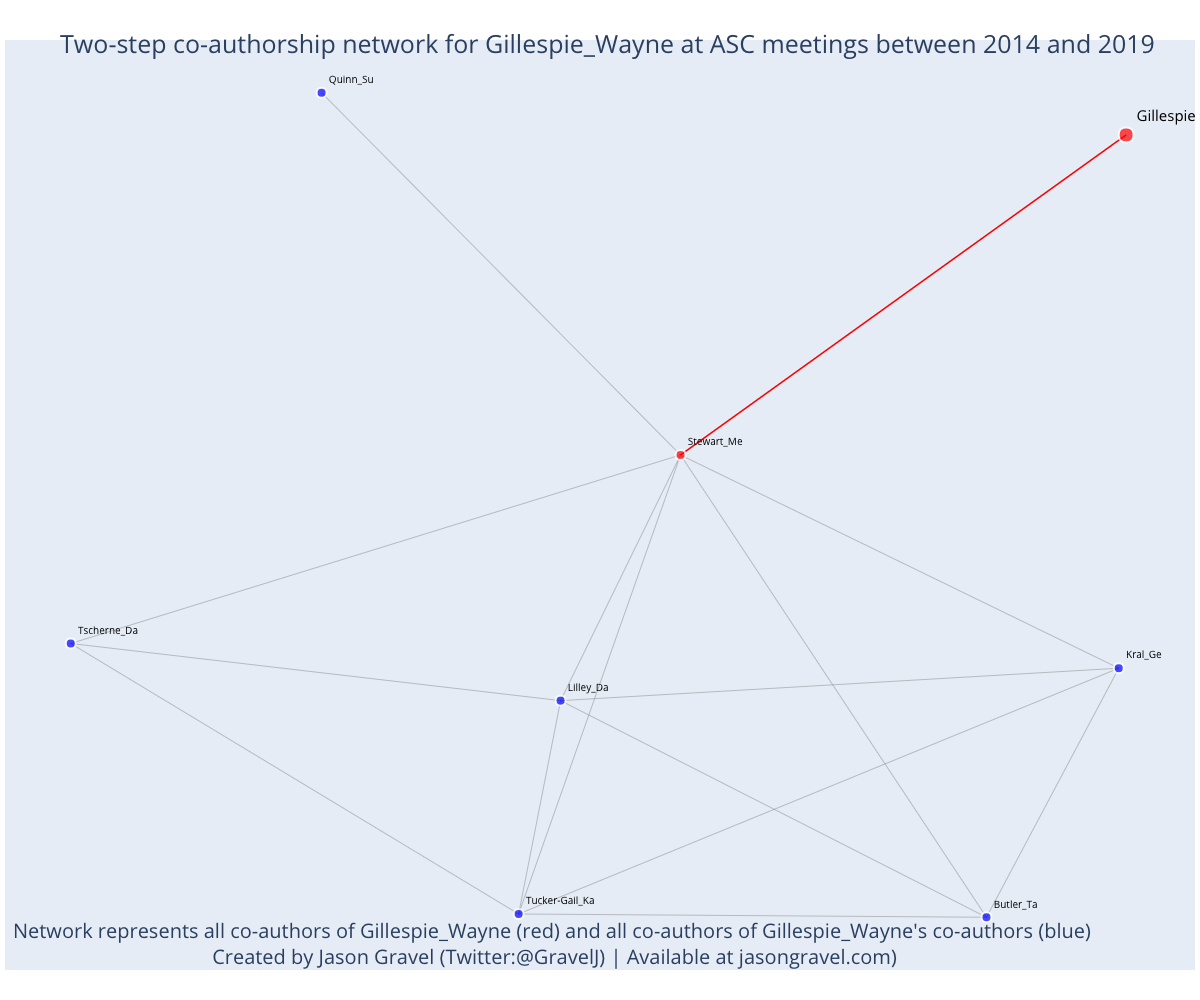 Two-step co-authorship network for Gillespie_Wayne at ASC meetings between 2014 and 2019
Quinn_Su
Gillespie
Stewart_Me
Tscherne_Da
Kral_Ge
Lilley_Da
Tucker-Gail_Ka
Butler_Ta
Network represents all co-authors of Gillespie_Wayne (red) and all co-authors of Gillespie_Wayne's co-authors (blue)
Created by Jason Gravel (Twitter:@GravelJ) | Available at jasongravel.com)